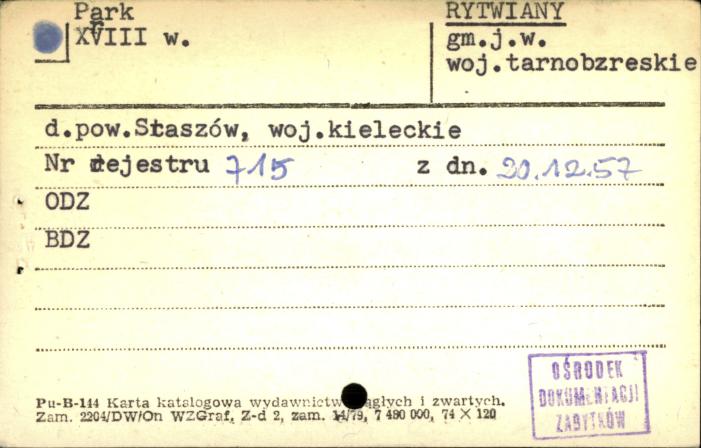 Park
XVIII w.
RYTWIANY
gm.j.w.
woj.tarnobrzeskie
d.pow.Staszów, woj.kieleckie
Nr rejestru 715 z dn. 20.12.57
ODZ
BDZ
Pu-B-144 Karta katalogowa wydawnictw ciągłych i zwartych.
Zam. 2204/DW/On WZGraf. Z-d 2, zam. 14/79, 7 480 000, 74 X 120
OŚRODEK
DOKUMENTACJI
ZABYTKÓW